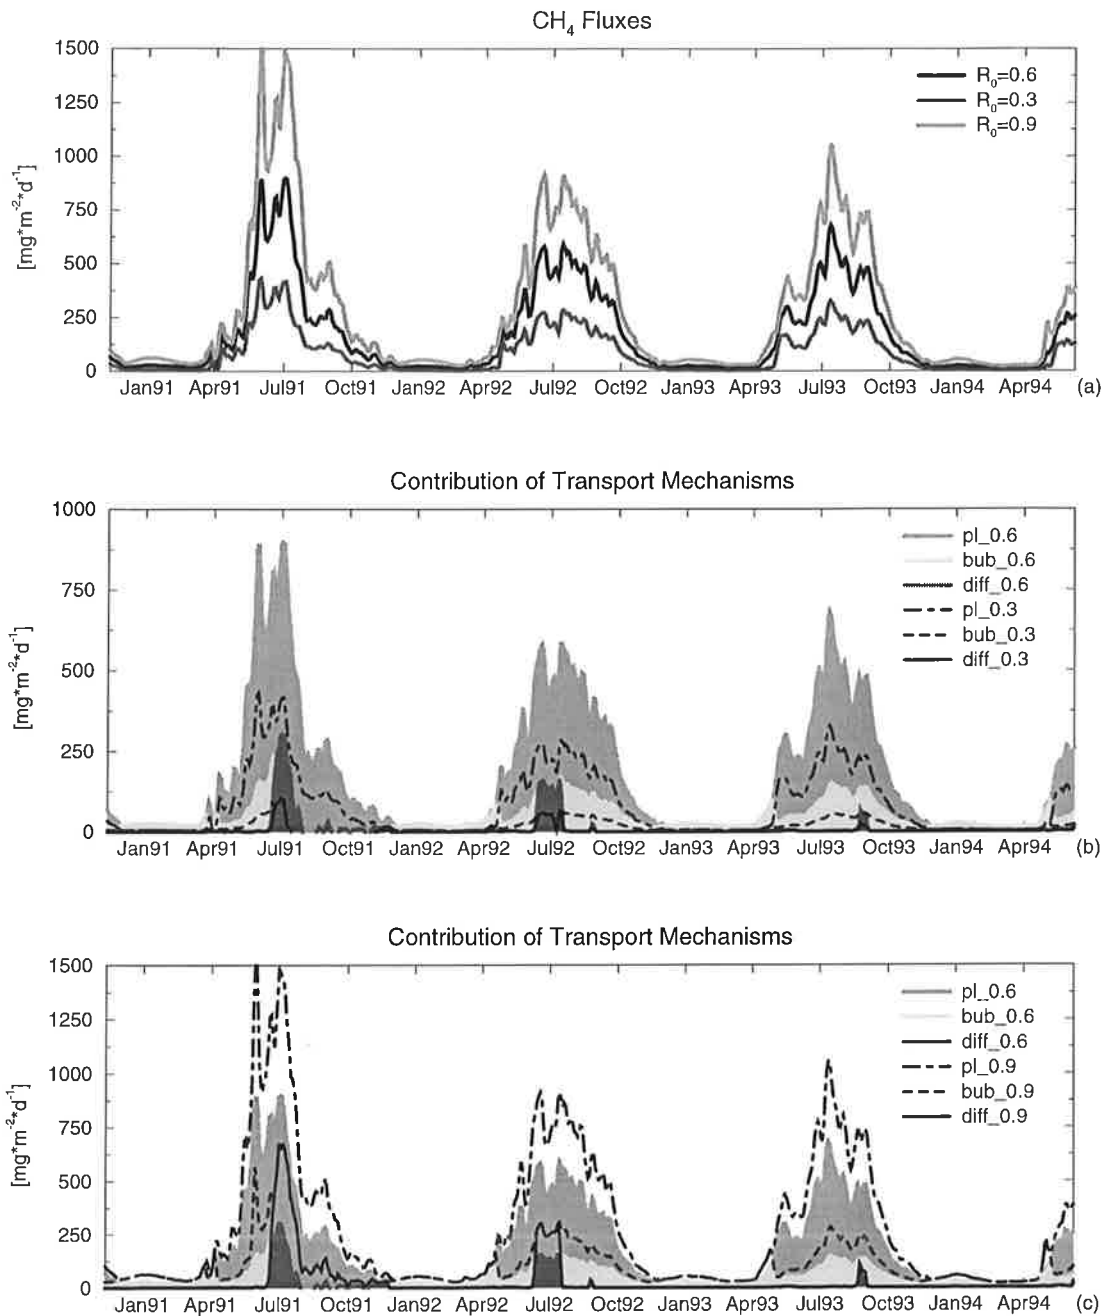 CH₄ Fluxes
1500
1250
1000
750
500
250
0
[mg*m⁻²*d⁻¹]
R₀=0.6
R₀=0.3
R₀=0.9
Jan91 Apr91 Jul91 Oct91 Jan92 Apr92 Jul92 Oct92 Jan93 Apr93 Jul93 Oct93 Jan94 Apr94 (a)
Contribution of Transport Mechanisms
1000
750
500
250
0
[mg*m⁻²*d⁻¹]
pl_0.6
bub_0.6
diff_0.6
pl_0.3
bub_0.3
diff_0.3
Jan91 Apr91 Jul91 Oct91 Jan92 Apr92 Jul92 Oct92 Jan93 Apr93 Jul93 Oct93 Jan94 Apr94 (b)
Contribution of Transport Mechanisms
1500
1250
1000
750
500
250
0
[mg*m⁻²*d⁻¹]
pl_0.6
bub_0.6
diff_0.6
pl_0.9
bub_0.9
diff_0.9
Jan91 Apr91 Jul91 Oct91 Jan92 Apr92 Jul92 Oct92 Jan93 Apr93 Jul93 Oct93 Jan94 Apr94 (c)